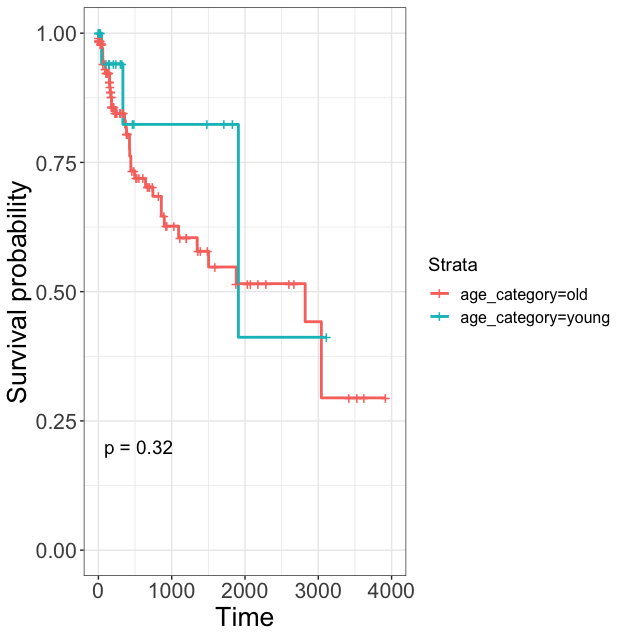 1.00
0.75
0.50
0.25
0.00
Survival probability
p = 0.32
0 1000 2000 3000 4000
Time
Strata
age_category=old
age_category=young